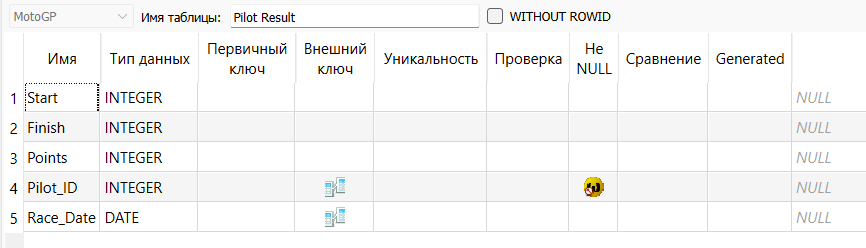 MotoGP Имя таблицы: Pilot Result WITHOUT ROWID
Имя Тип данных Первичный ключ Внешний ключ Уникальность Проверка Не NULL Сравнение Generated
1 Start INTEGER NULL
2 Finish INTEGER NULL
3 Points INTEGER NULL
4 Pilot_ID INTEGER NULL
5 Race_Date DATE NULL